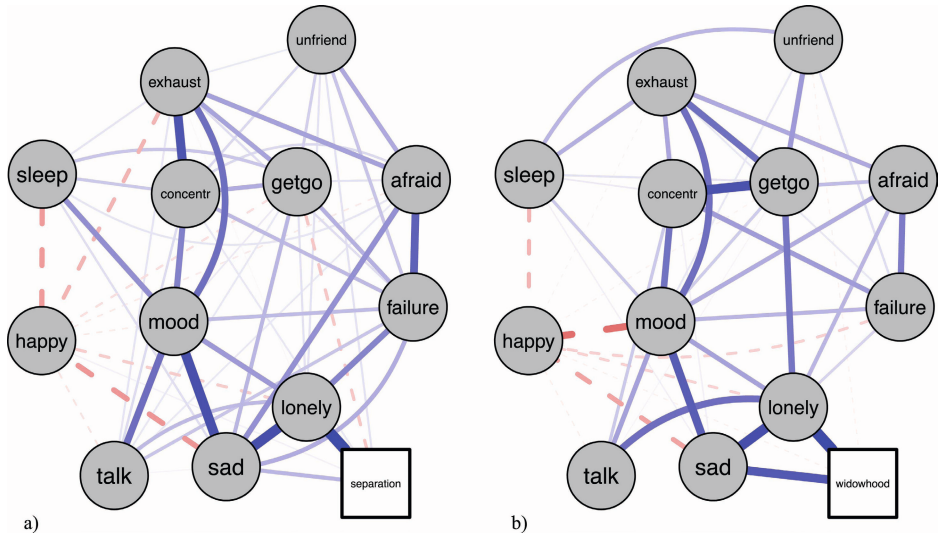 unfriend
exhaust
sleep
concentr
getgo
afraid
happy
mood
failure
lonely
talk
sad
separation
a)
unfriend
exhaust
sleep
concentr
getgo
afraid
happy
mood
failure
lonely
talk
sad
widowhood
b)